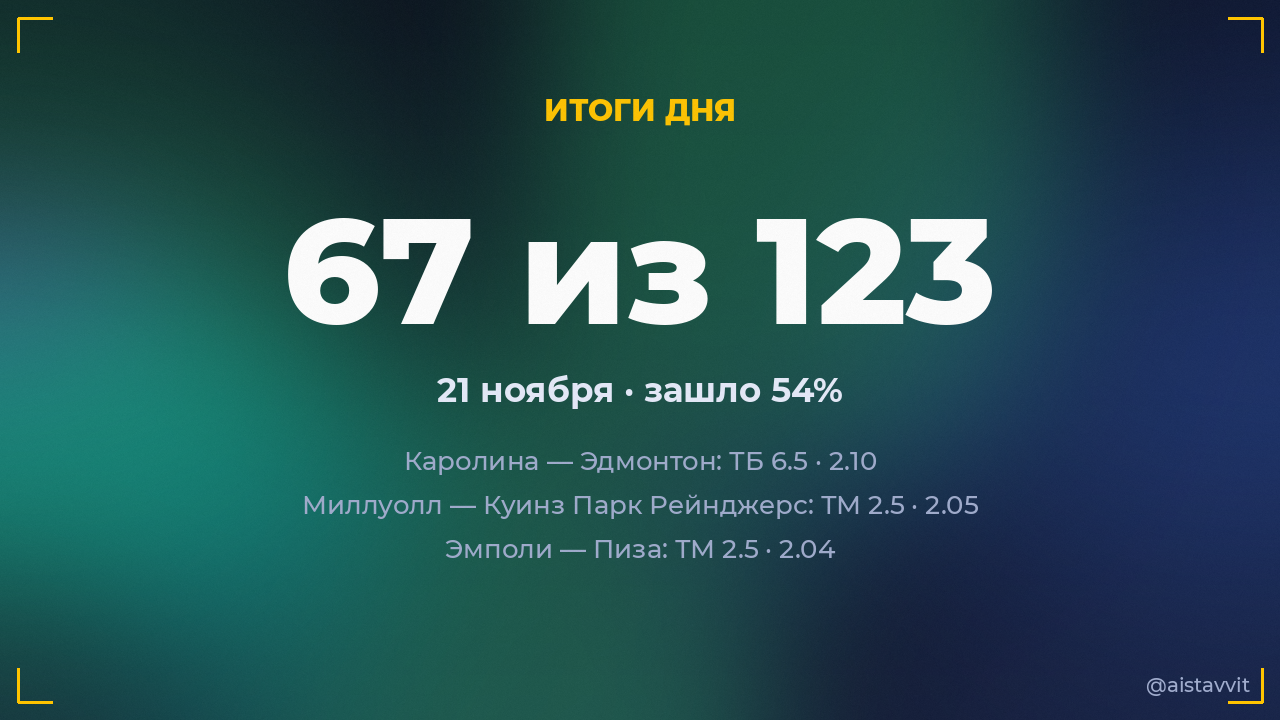 ИТОГИ ДНЯ
67 из 123
21 ноября · зашло 54%
Каролина — Эдмонтон: ТБ 6.5 · 2.10
Миллуолл — Куинз Парк Рейнджерс: ТМ 2.5 · 2.05
Эмполи — Пиза: ТМ 2.5 · 2.04
@aistavvit